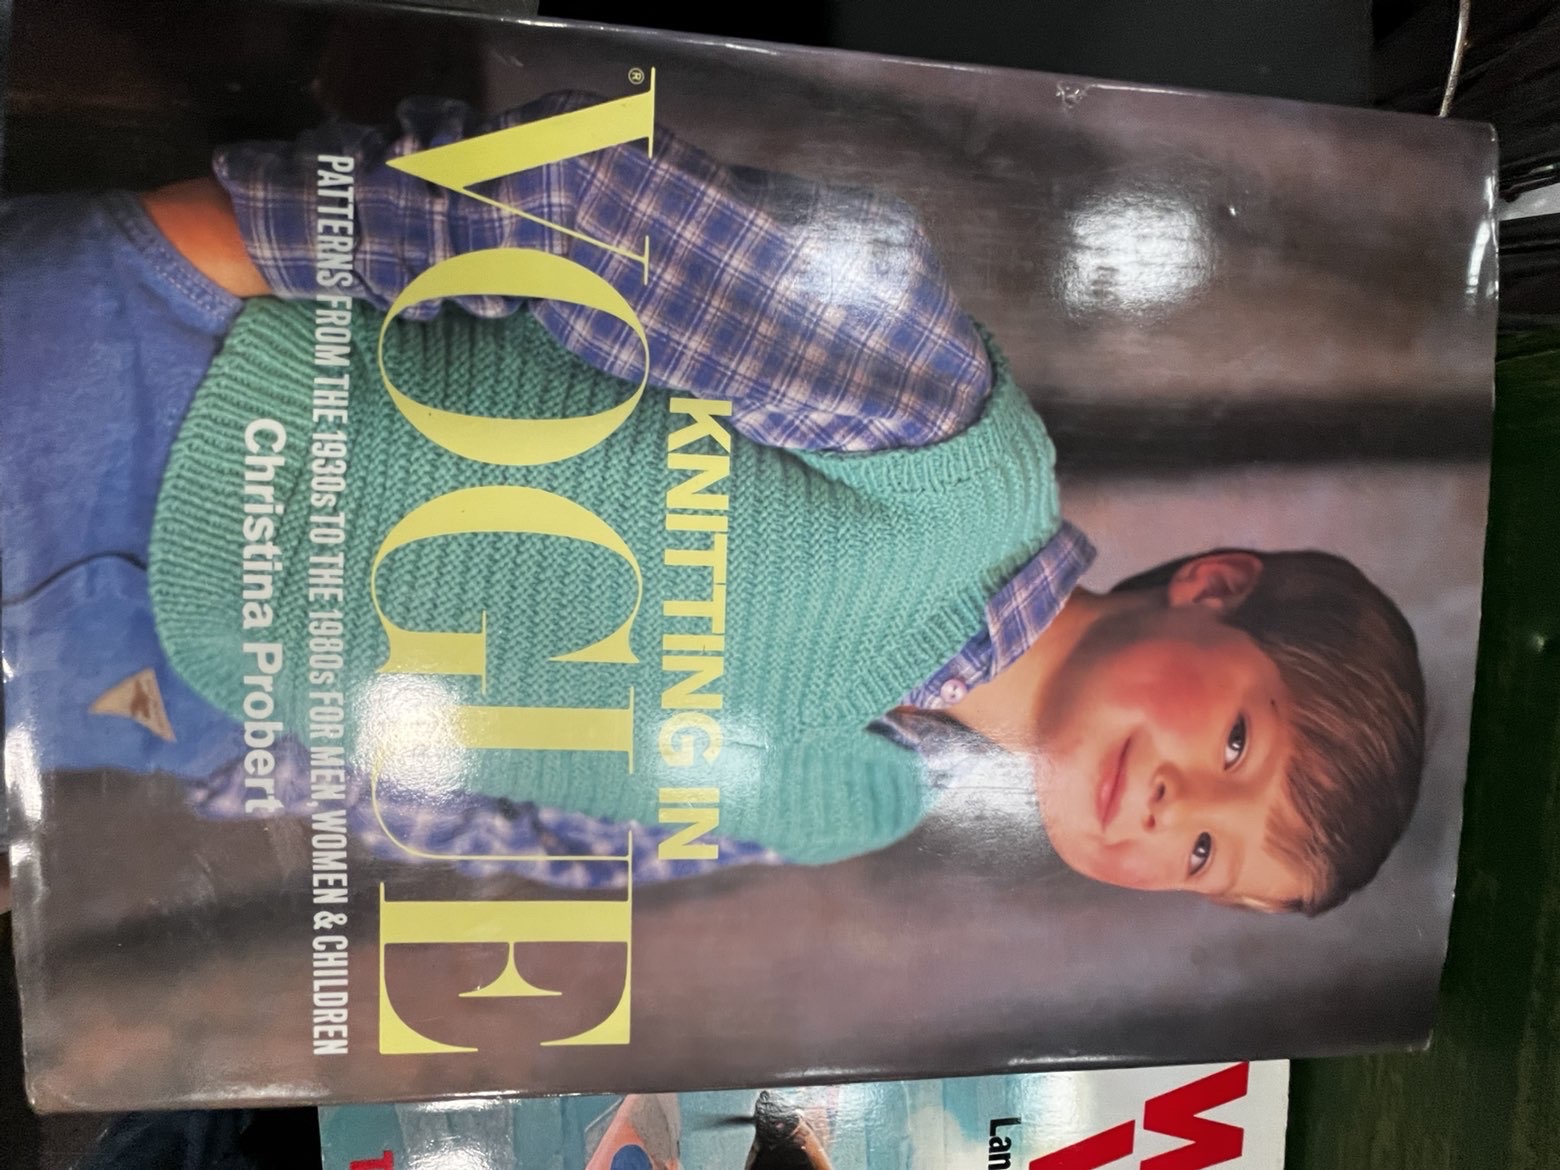 KNITTING IN
VOGUE®
PATTERNS FROM THE 1930s TO THE 1980s FOR MEN, WOMEN & CHILDREN
Christina Probert